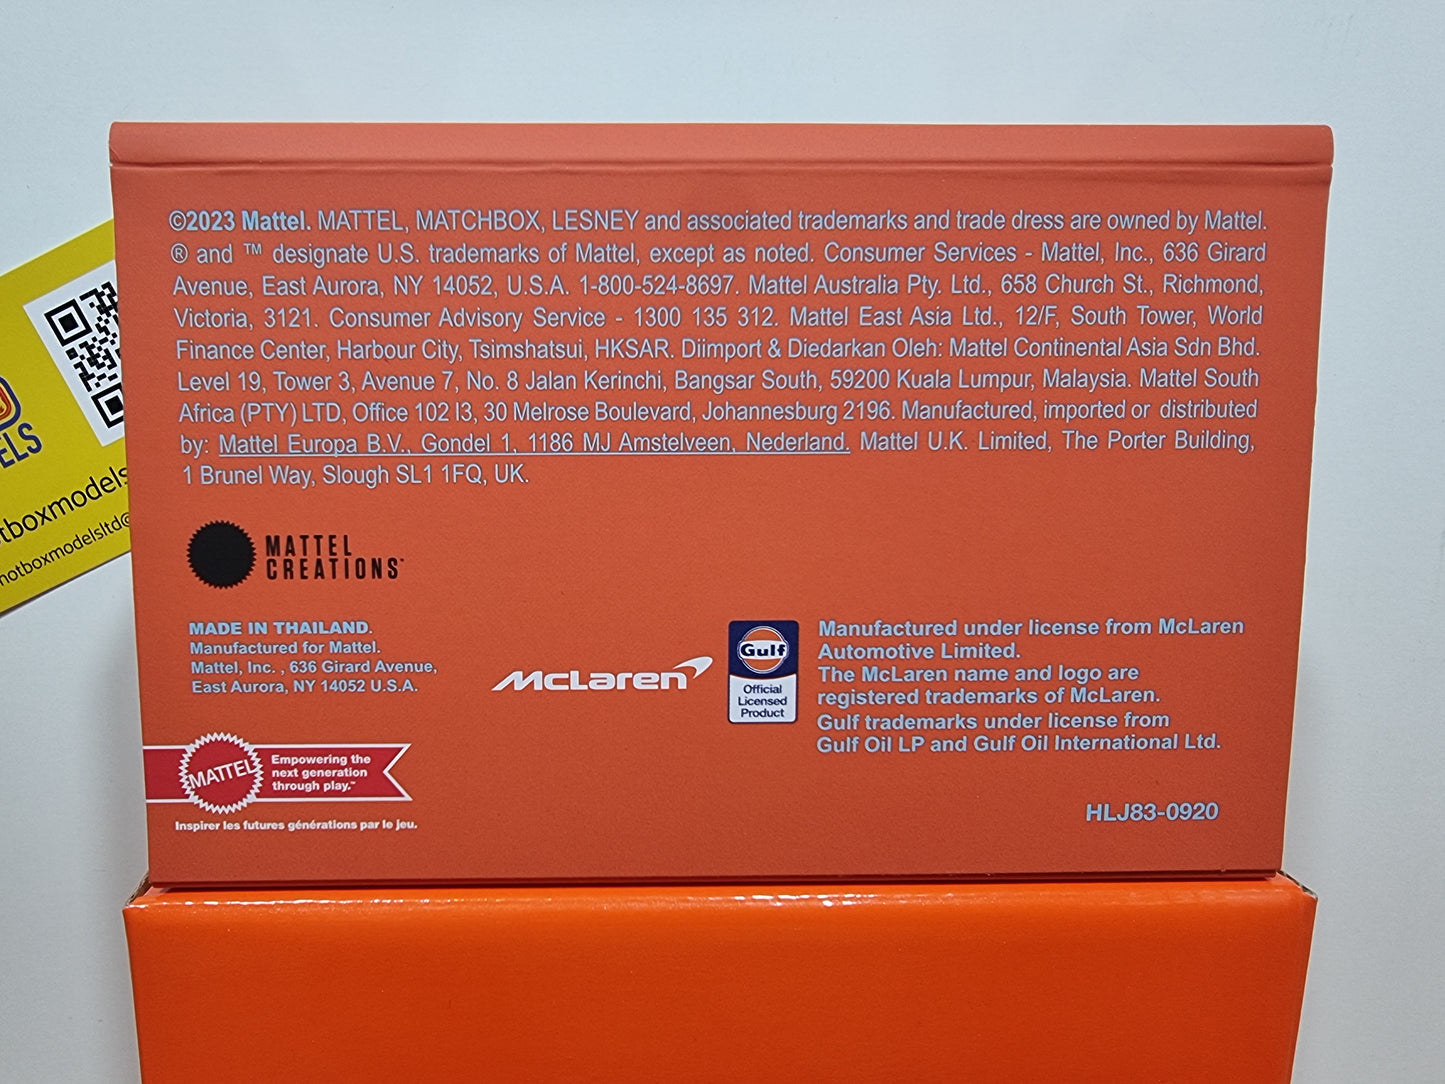 ©2023 Mattel. MATTEL, MATCHBOX, LESNEY and associated trademarks and trade dress are owned by Mattel.
® and ™ designate U.S. trademarks of Mattel, except as noted. Consumer Services - Mattel, Inc., 636 Girard
Avenue, East Aurora, NY 14052, U.S.A. 1-800-524-8697. Mattel Australia Pty. Ltd., 658 Church St., Richmond,
Victoria, 3121. Consumer Advisory Service - 1300 135 312. Mattel East Asia Ltd., 12/F, South Tower, World
Finance Center, Harbour City, Tsimshatsui, HKSAR. Diimport & Diedarkan Oleh: Mattel Continental Asia Sdn Bhd.
Level 19, Tower 3, Avenue 7, No. 8 Jalan Kerinchi, Bangsar South, 59200 Kuala Lumpur, Malaysia. Mattel South
Africa (PTY) LTD, Office 102 I3, 30 Melrose Boulevard, Johannesburg 2196. Manufactured, imported or distributed
by: Mattel Europa B.V., Gondel 1, 1186 MJ Amstelveen, Nederland. Mattel U.K. Limited, The Porter Building,
1 Brunel Way, Slough SL1 1FQ, UK.
MATTEL
CREATIONS™
MADE IN THAILAND.
Manufactured for Mattel.
Mattel, Inc. , 636 Girard Avenue,
East Aurora, NY 14052 U.S.A.
McLaren
Gulf
Official
Licensed
Product
Manufactured under license from McLaren
Automotive Limited.
The McLaren name and logo are
registered trademarks of McLaren.
Gulf trademarks under license from
Gulf Oil LP and Gulf Oil International Ltd.
MATTEL
Empowering the
next generation
through play.™
Inspirer les futures générations par le jeu.
HLJ83-0920
ELS
tboxmodels
hotboxmodelsltd@